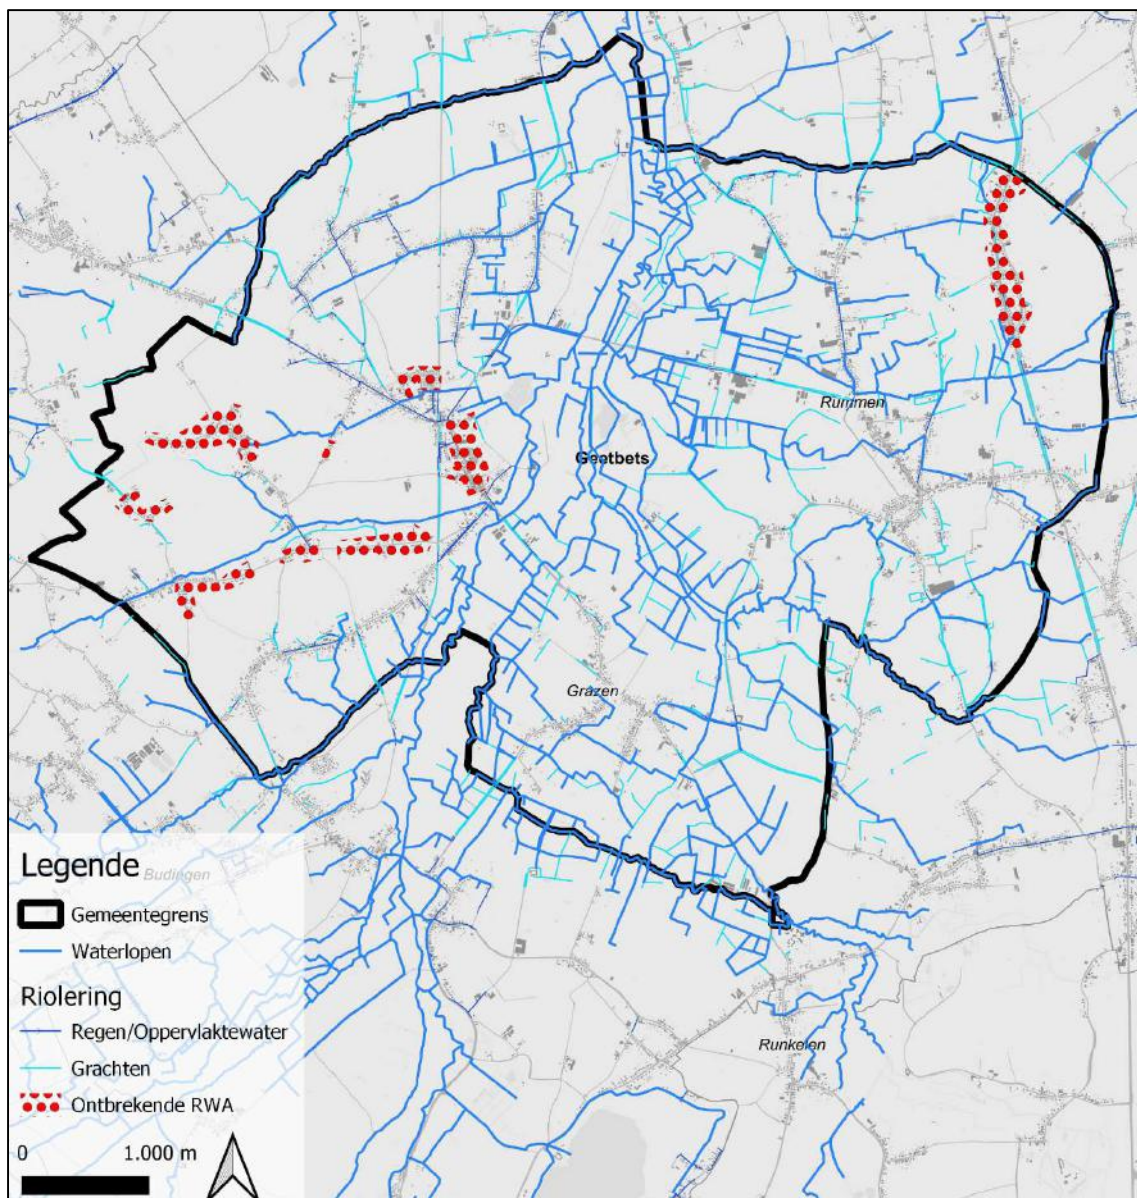 Rummen
Geetbets
Grazen
Legende
Budingen
Gemeentegrens
Waterlopen
Riolering
Regen/Oppervlaktewater
Grachten
Runkelen
Ontbrekende RWA
0 1.000 m